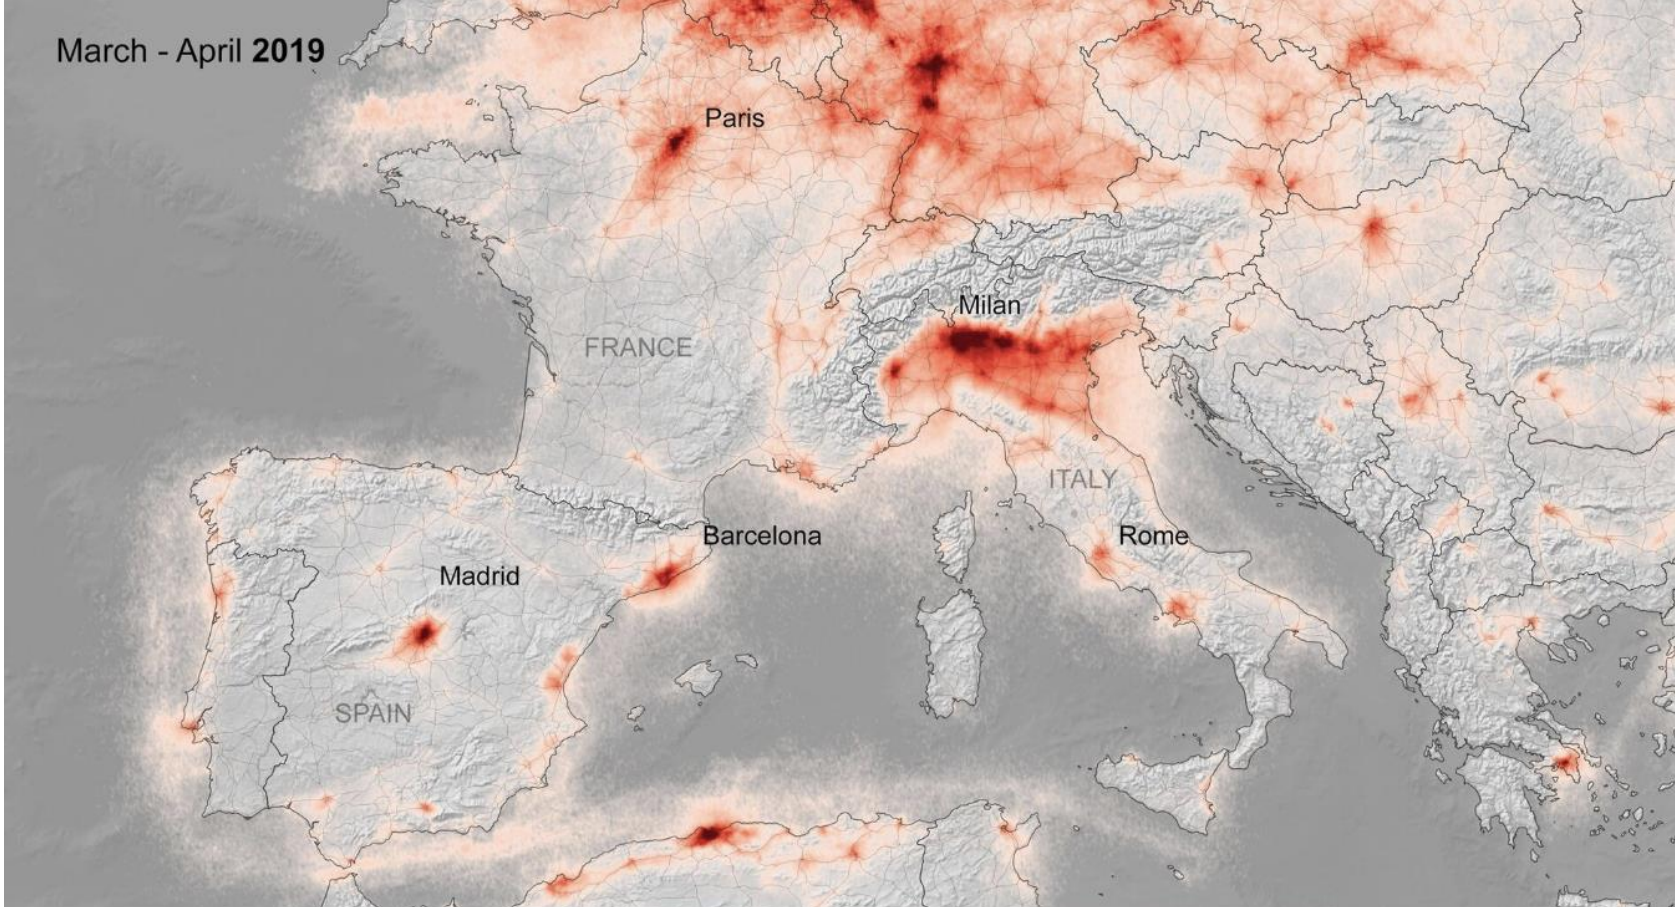 March - April 2019
Paris
Milan
FRANCE
ITALY
Barcelona
Rome
Madrid
SPAIN